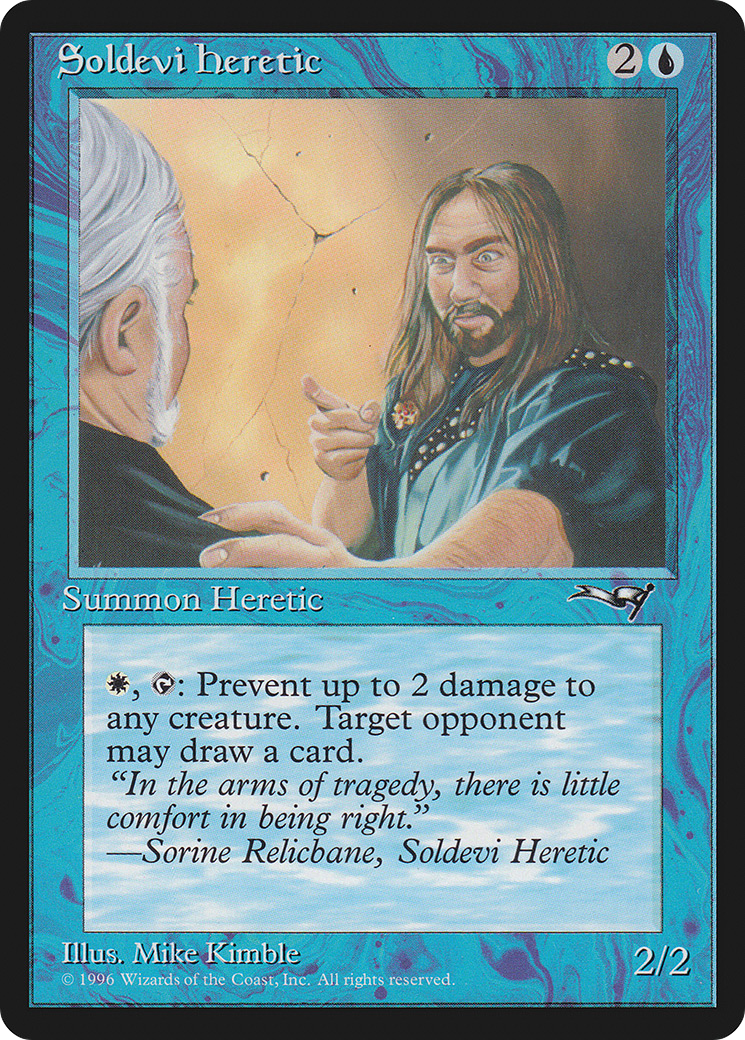 Soldevi Heretic
2
Summon Heretic
, : Prevent up to 2 damage to
any creature. Target opponent
may draw a card.
“In the arms of tragedy, there is little
comfort in being right.”
—Sorine Relicbane, Soldevi Heretic
Illus. Mike Kimble
2/2
© 1996 Wizards of the Coast, Inc. All rights reserved.